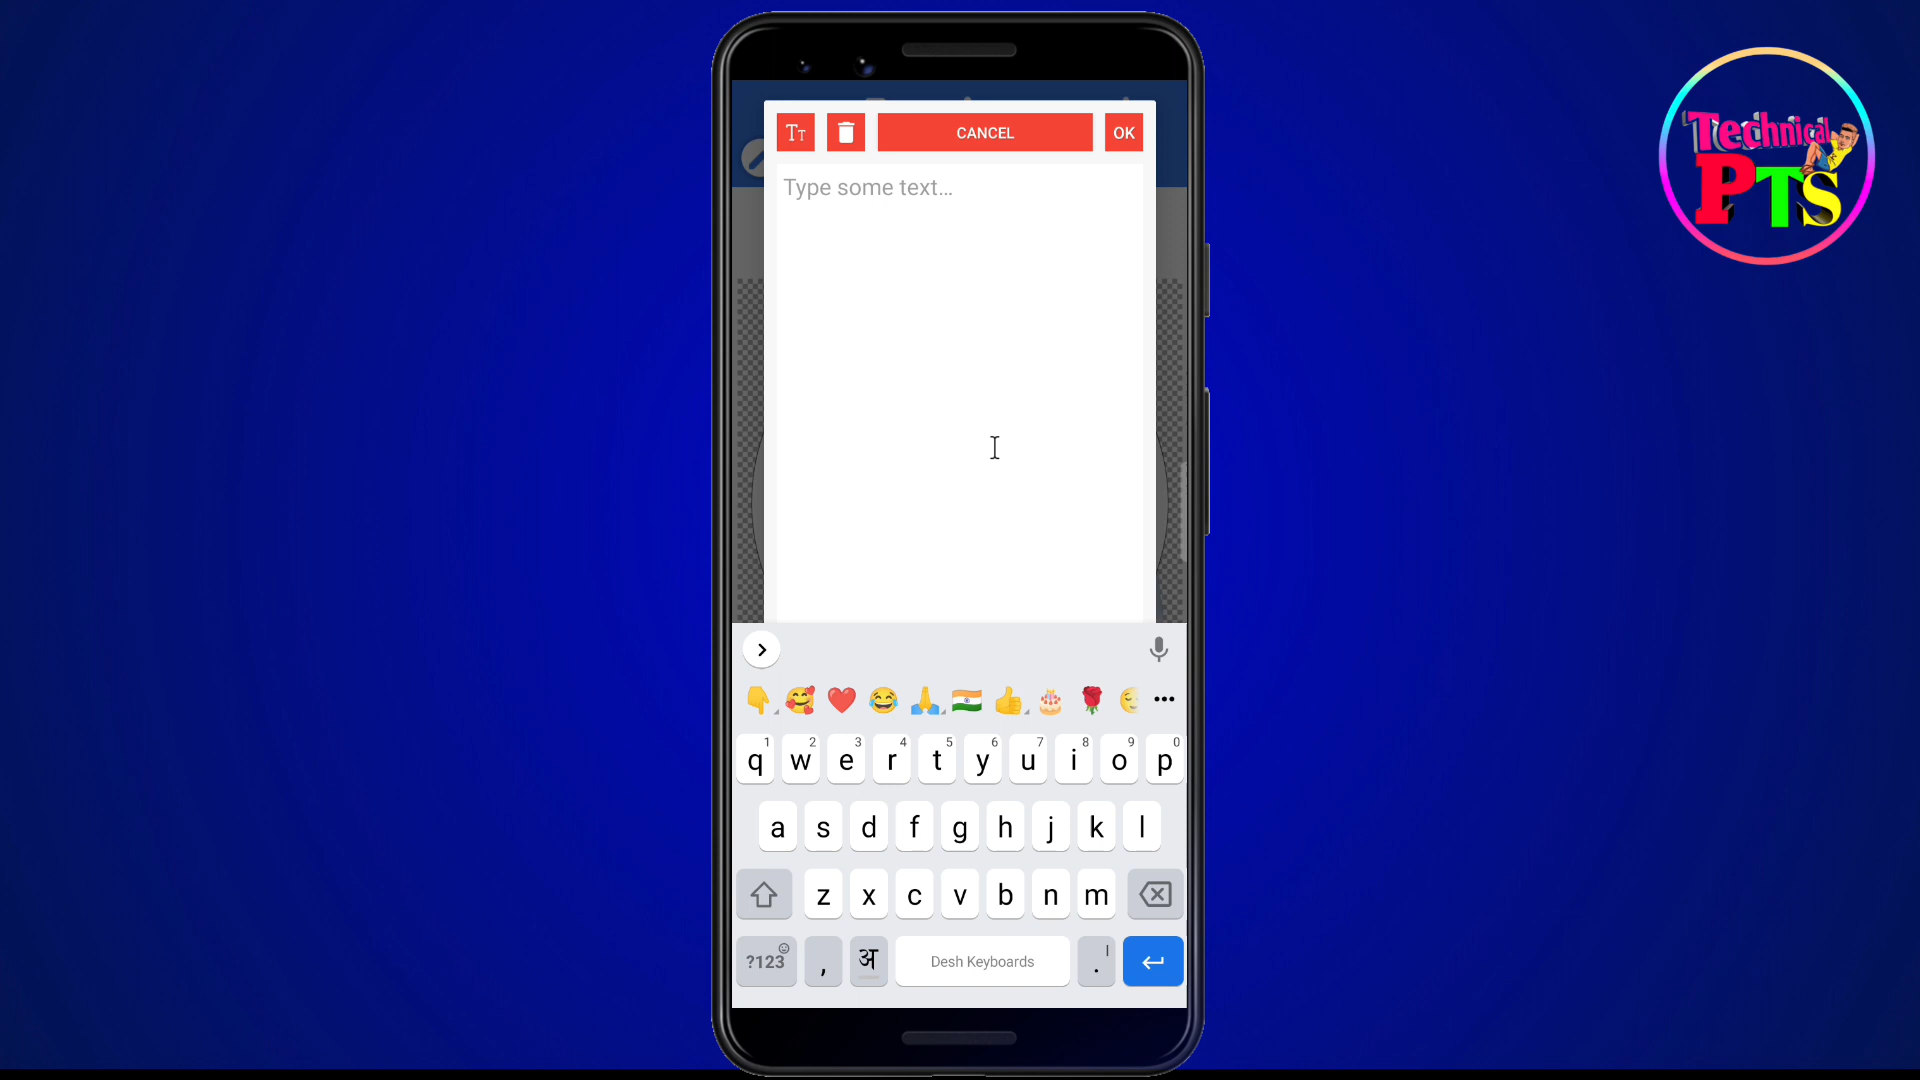 Tт CANCEL OK
Technical
PTS
Type some text...
1 2 3 4 5 6 7 8 9 0
q w e r t y u i o p
a s d f g h j k l
z x c v b n m
?123 , अ Desh Keyboards . |